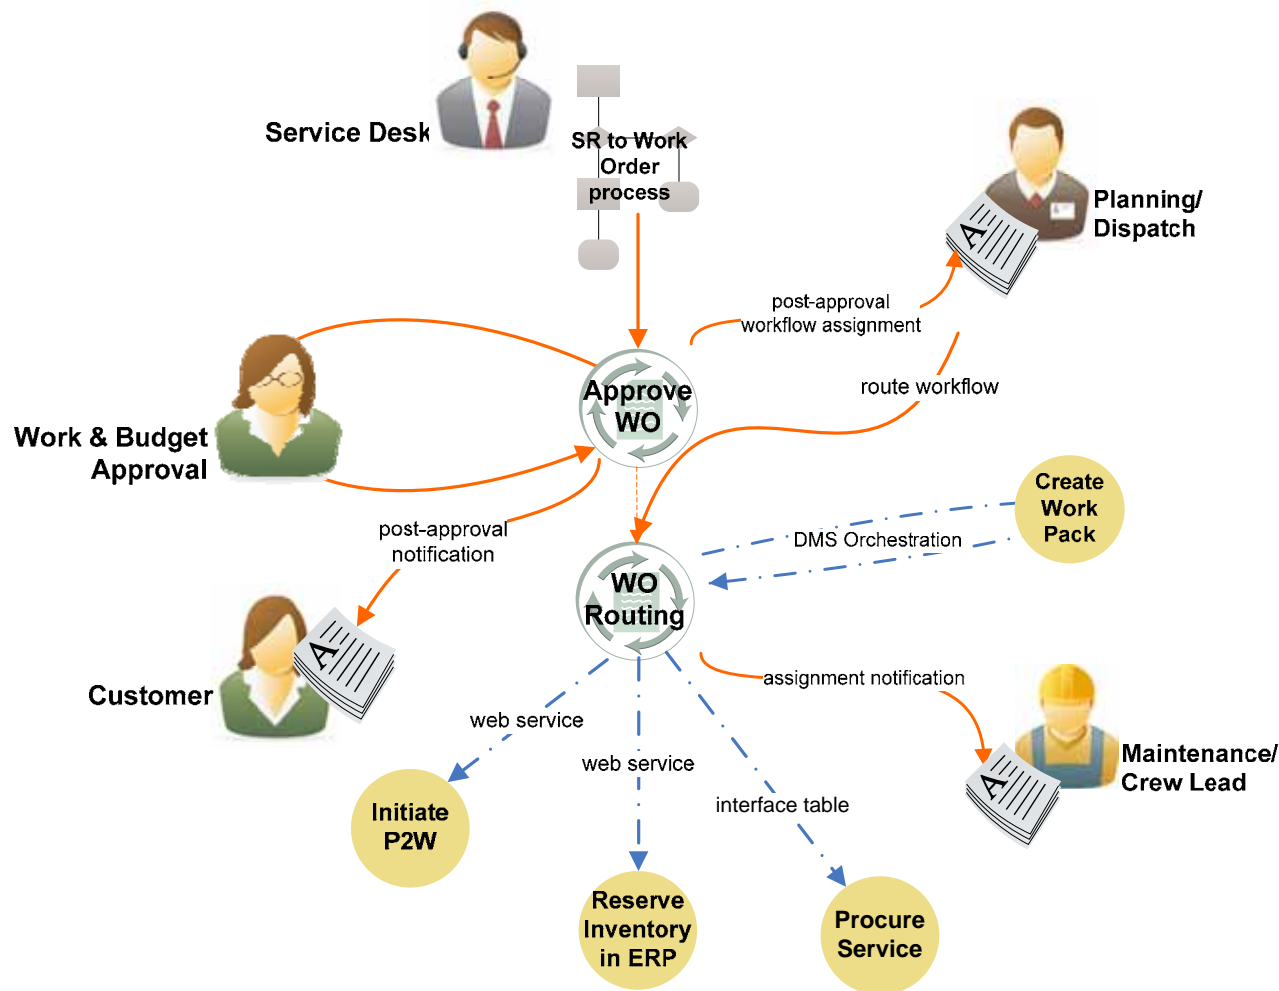 Service Desk
SR to Work
Order
process
Planning/
Dispatch
post-approval
workflow assignment
route workflow
Approve
WO
Work & Budget
Approval
Create
Work
Pack
post-approval
notification
DMS Orchestration
WO
Routing
A
A
A
Customer
assignment notification
web service
web service
interface table
Maintenance/
Crew Lead
Initiate
P2W
Reserve
Inventory
in ERP
Procure
Service